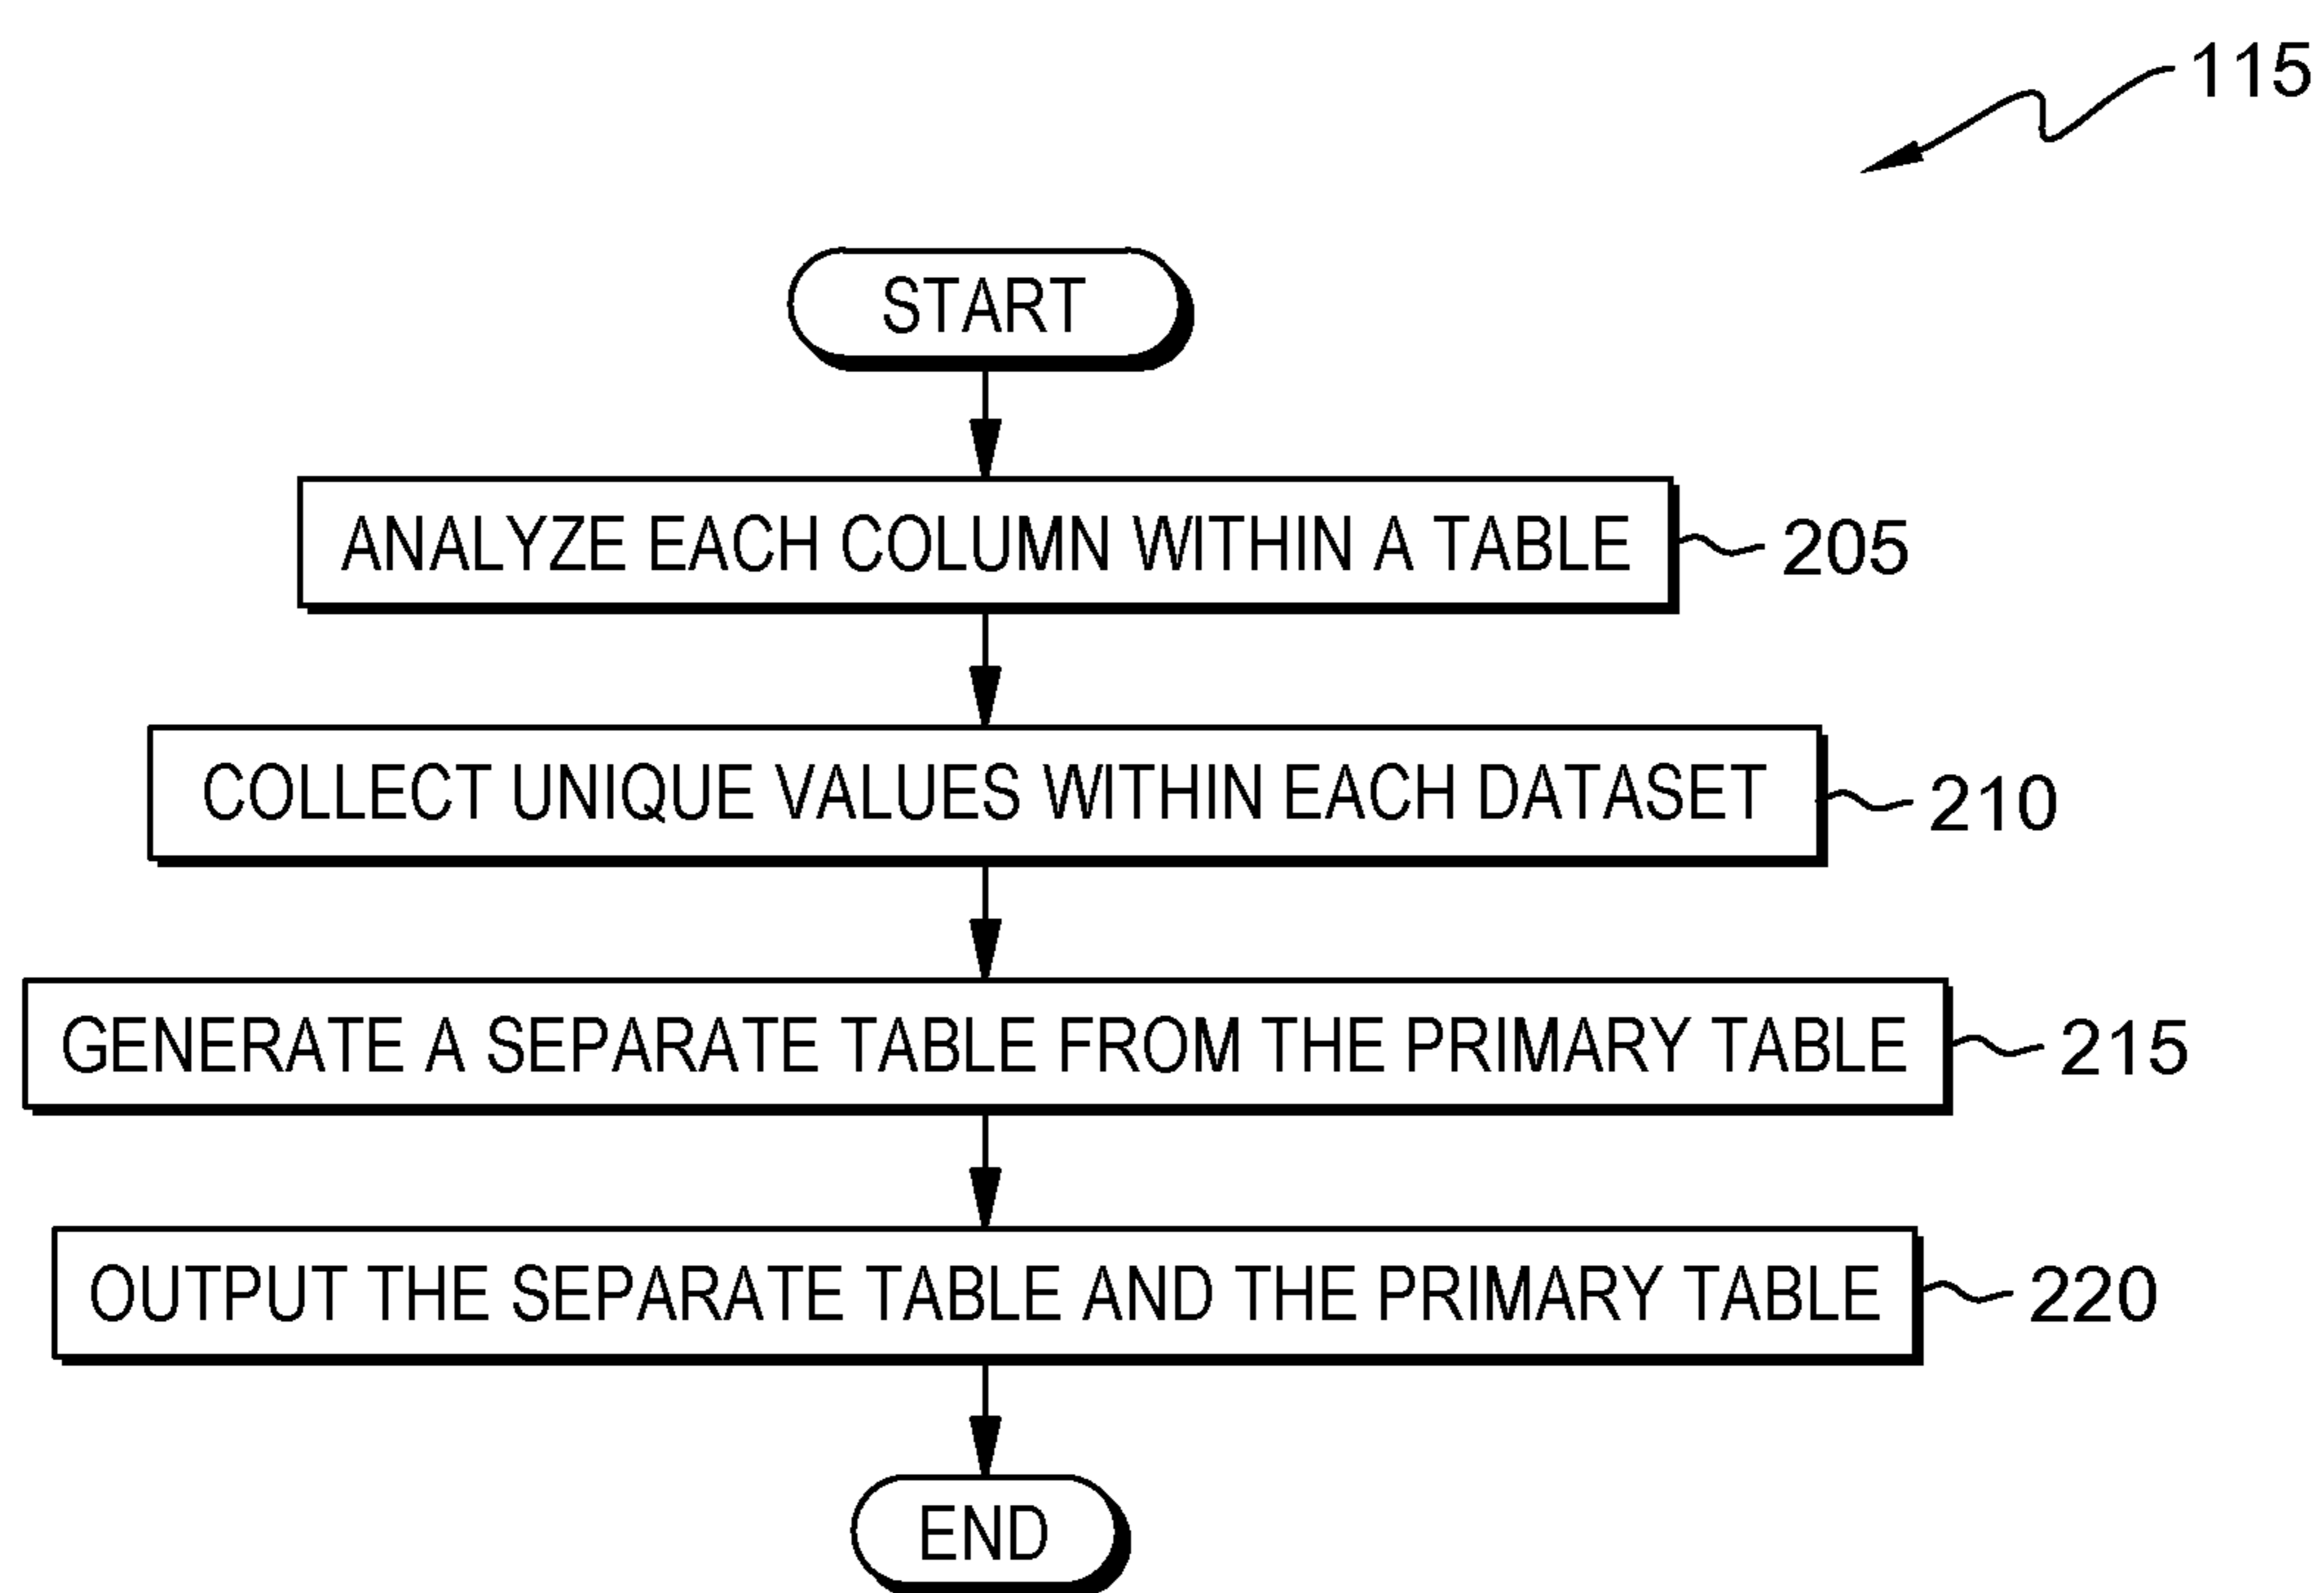 115
START
ANALYZE EACH COLUMN WITHIN A TABLE 205
COLLECT UNIQUE VALUES WITHIN EACH DATASET 210
GENERATE A SEPARATE TABLE FROM THE PRIMARY TABLE 215
OUTPUT THE SEPARATE TABLE AND THE PRIMARY TABLE 220
END